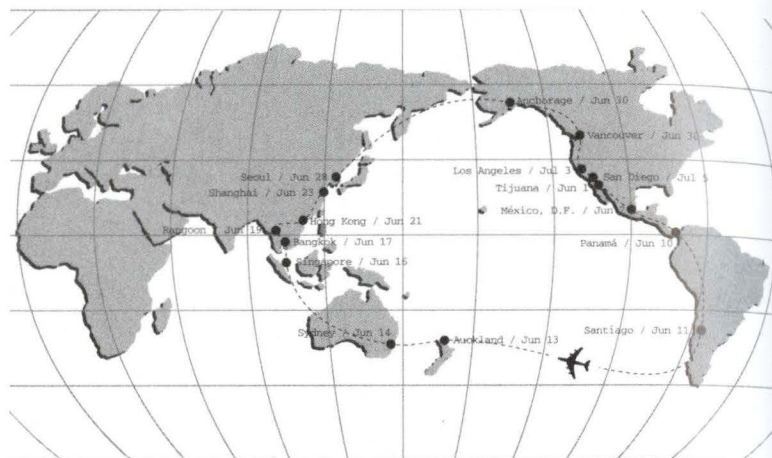 Anchorage / Jun 30
Vancouver / Jun 30
Los Angeles / Jul 3
San Diego / Jul 5
Seoul / Jun 28
Tijuana / Jun 1
Shanghai / Jun 23
México, D.F. / Jun
Hong Kong / Jun 21
Rangoon / Jun 19
Bangkok / Jun 17
Panamá / Jun 10
Singapore / Jun 16
Santiago / Jun 11
Sydney / Jun 14
Auckland / Jun 13